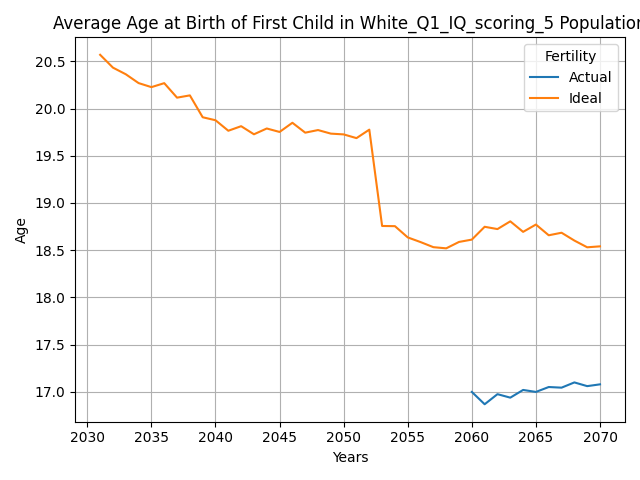 Average Age at Birth of First Child in White_Q1_IQ_scoring_5 Population
Fertility
Actual
Ideal
Age
20.5
20.0
19.5
19.0
18.5
18.0
17.5
17.0
2030 2035 2040 2045 2050 2055 2060 2065 2070
Years